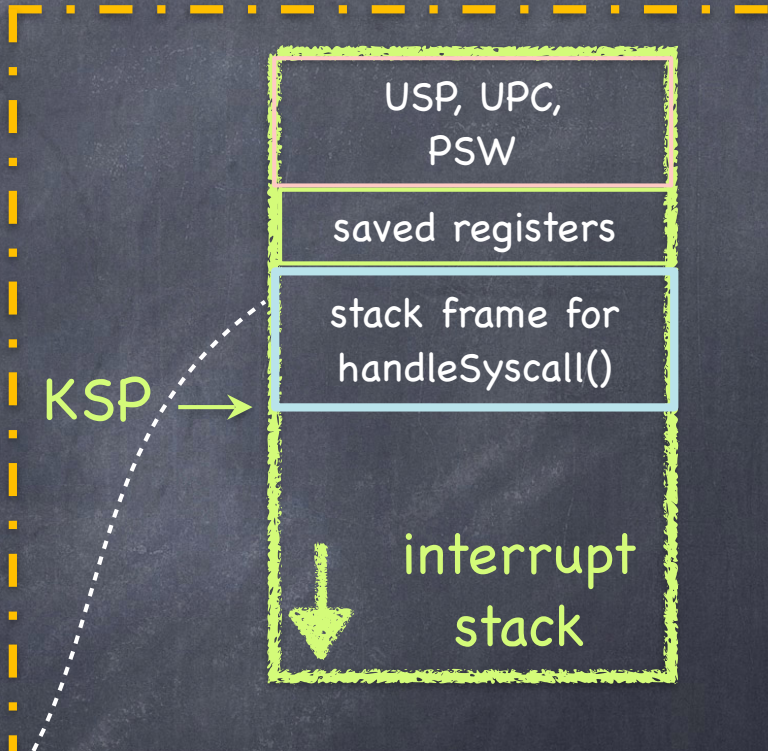 USP, UPC,
PSW
saved registers
stack frame for
handleSyscall()
KSP
interrupt
stack